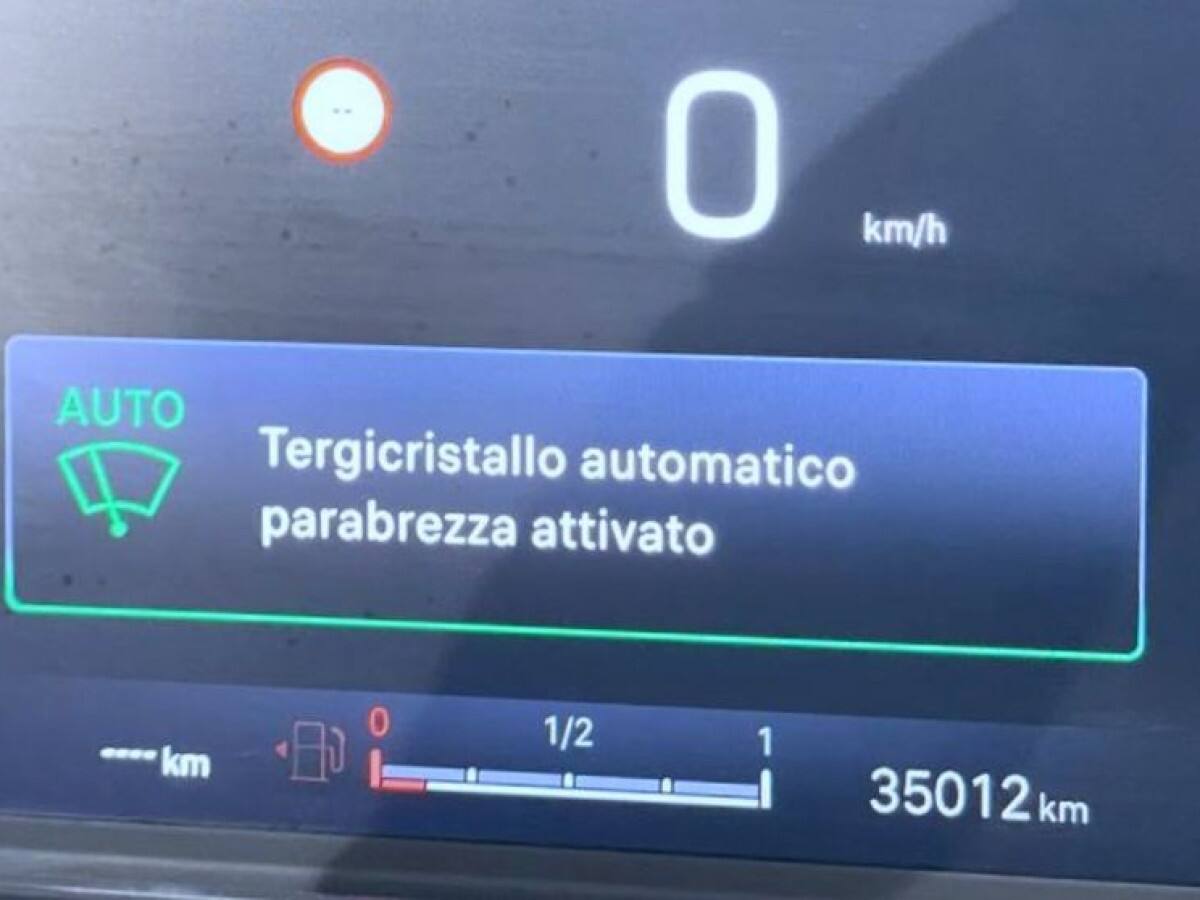 --
0
km/h
AUTO
Tergicristallo automatico
parabrezza attivato
0 1/2 1
----km
35012 km